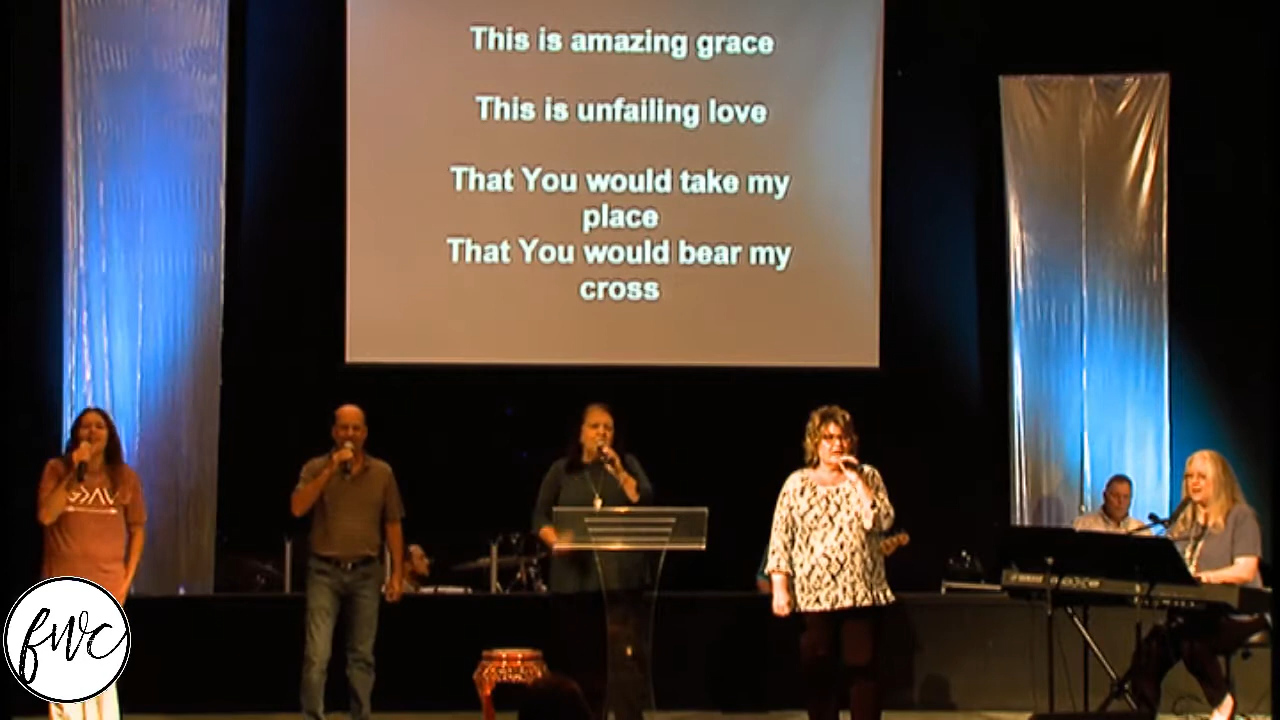 This is amazing grace
This is unfailing love
That You would take my
place
That You would bear my
cross
G>ΛV
fwc